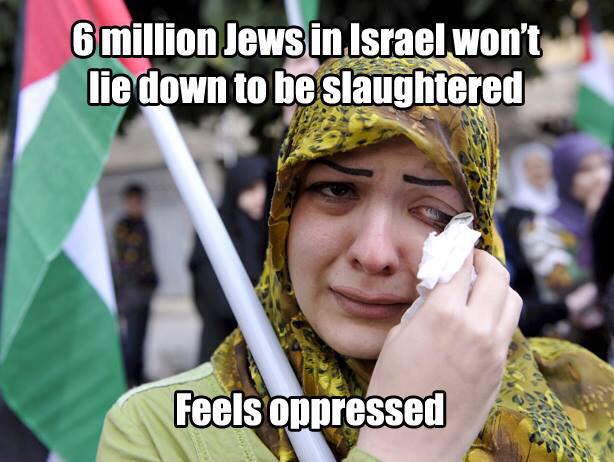 6 million Jews in Israel won't
lie down to be slaughtered
Feels oppressed